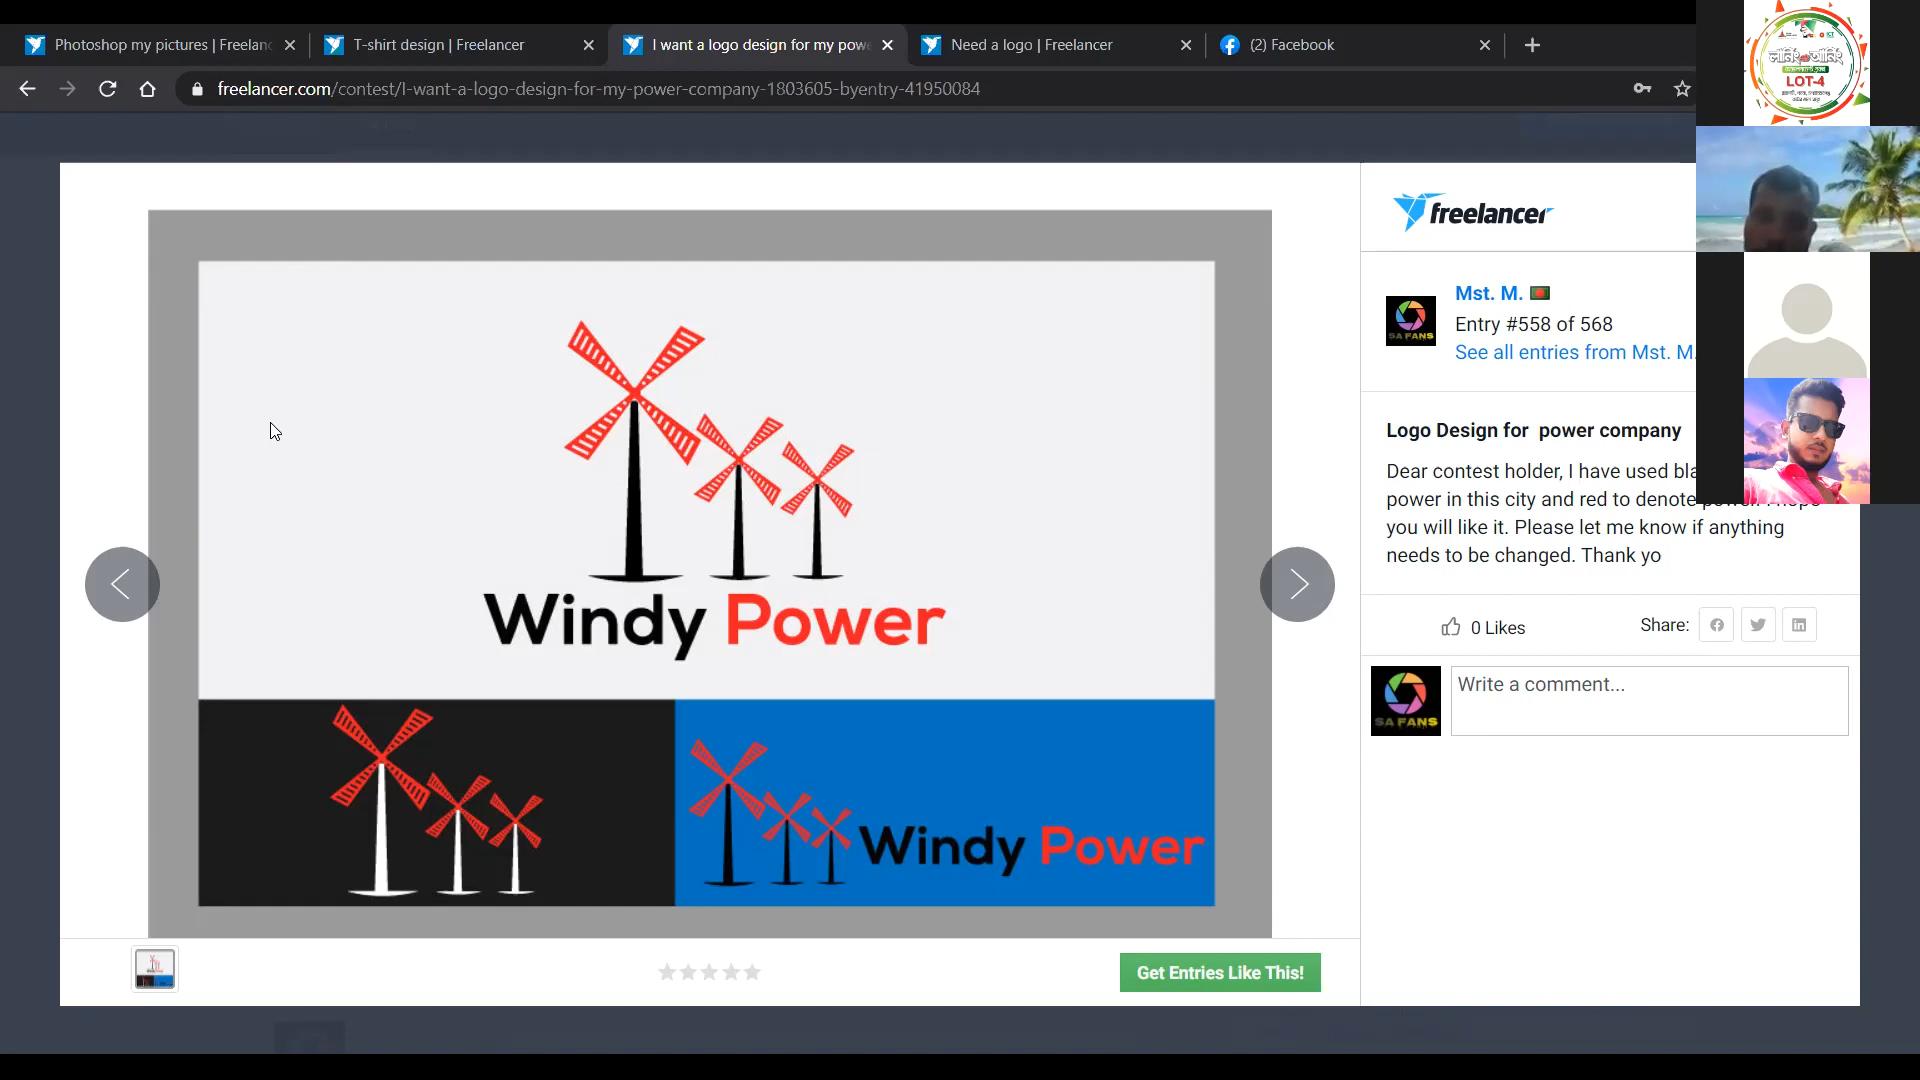 Photoshop my pictures | Freelanc
T-shirt design | Freelancer
I want a logo design for my powe
Need a logo | Freelancer
(2) Facebook
freelancer.com/contest/I-want-a-logo-design-for-my-power-company-1803605-byentry-41950084
লার্নিং আর্নিং
LOT-4
freelancer
Mst. M.
Entry #558 of 568
See all entries from Mst. M.
SA FANS
Logo Design for power company
Dear contest holder, I have used bla
power in this city and red to denote
you will like it. Please let me know if anything
needs to be changed. Thank yo
0 Likes
Share:
SA FANS
Write a comment...
Windy Power
Windy Power
Get Entries Like This!